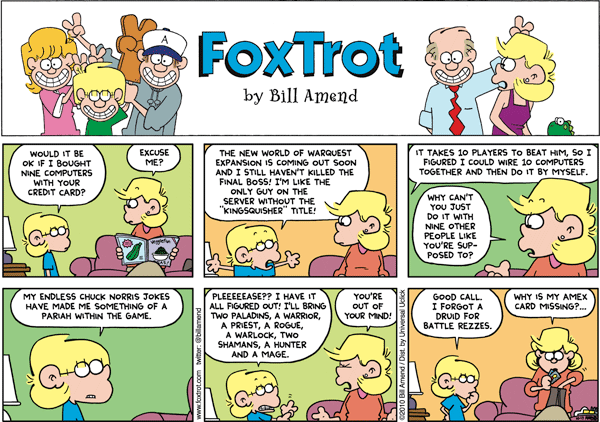 FOXTROT
by Bill Amend
A
WOULD IT BE
OK IF I BOUGHT
NINE COMPUTERS
WITH YOUR
CREDIT CARD?
EXCUSE
ME?
THE NEW WORLD OF WARQUEST
EXPANSION IS COMING OUT SOON
AND I STILL HAVEN'T KILLED THE
FINAL BOSS! I'M LIKE THE
ONLY GUY ON THE
SERVER WITHOUT THE
"KINGSQUISHER" TITLE!
IT TAKES 10 PLAYERS TO BEAT HIM, SO I
FIGURED I COULD WIRE 10 COMPUTERS
TOGETHER AND THEN DO IT BY MYSELF.
WHY CAN'T
YOU JUST
DO IT WITH
NINE OTHER
PEOPLE LIKE
YOU'RE SUP-
POSED TO?
MY ENDLESS CHUCK NORRIS JOKES
HAVE MADE ME SOMETHING OF A
PARIAH WITHIN THE GAME.
www.foxtrot.com twitter: @billamend
PLEEEEEASE?? I HAVE IT
ALL FIGURED OUT! I'LL BRING
TWO PALADINS, A WARRIOR,
A PRIEST, A ROGUE,
A WARLOCK, TWO
SHAMANS, A HUNTER
AND A MAGE.
YOU'RE
OUT OF
YOUR MIND!
©2010 Bill Amend / Dist. by Universal Uclick
GOOD CALL.
I FORGOT A
DRUID FOR
BATTLE REZZES.
WHY IS MY AMEX
CARD MISSING?...